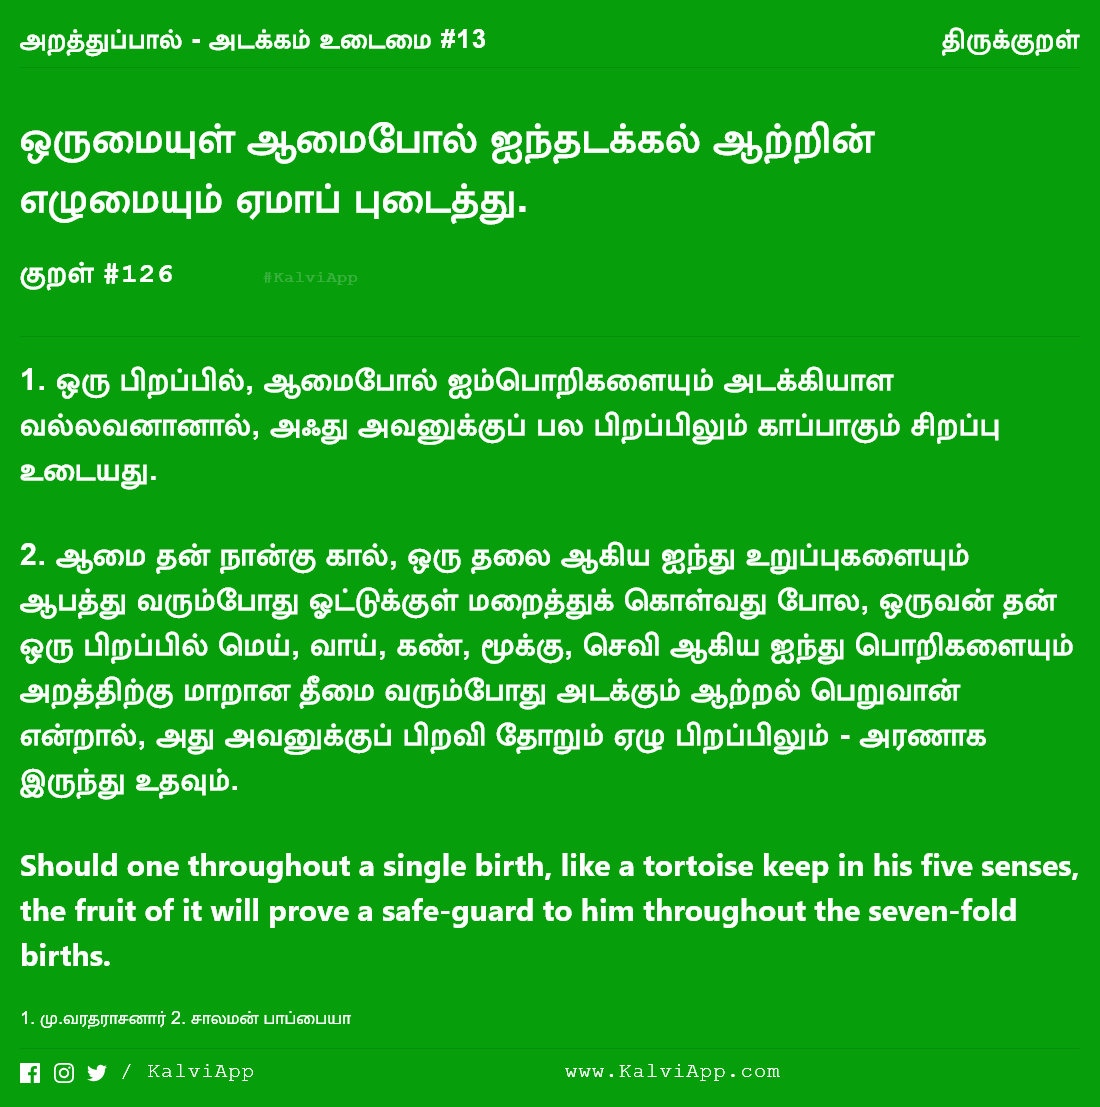 அறத்துப்பால் - அடக்கம் உடைமை #13
திருக்குறள்
ஒருமையுள் ஆமைபோல் ஐந்தடக்கல் ஆற்றின்
எழுமையும் ஏமாப் புடைத்து.
குறள் #126
#KalviApp
1. ஒரு பிறப்பில், ஆமைபோல் ஐம்பொறிகளையும் அடக்கியாள
வல்லவனானால், அஃது அவனுக்குப் பல பிறப்பிலும் காப்பாகும் சிறப்பு
உடையது.
2. ஆமை தன் நான்கு கால், ஒரு தலை ஆகிய ஐந்து உறுப்புகளையும்
ஆபத்து வரும்போது ஓட்டுக்குள் மறைத்துக் கொள்வது போல, ஒருவன் தன்
ஒரு பிறப்பில் மெய், வாய், கண், மூக்கு, செவி ஆகிய ஐந்து பொறிகளையும்
அறத்திற்கு மாறான தீமை வரும்போது அடக்கும் ஆற்றல் பெறுவான்
என்றால், அது அவனுக்குப் பிறவி தோறும் ஏழு பிறப்பிலும் - அரணாக
இருந்து உதவும்.
Should one throughout a single birth, like a tortoise keep in his five senses,
the fruit of it will prove a safe-guard to him throughout the seven-fold
births.
1. மு.வரதராசனார் 2. சாலமன் பாப்பையா
/ KalviApp
www.KalviApp.com